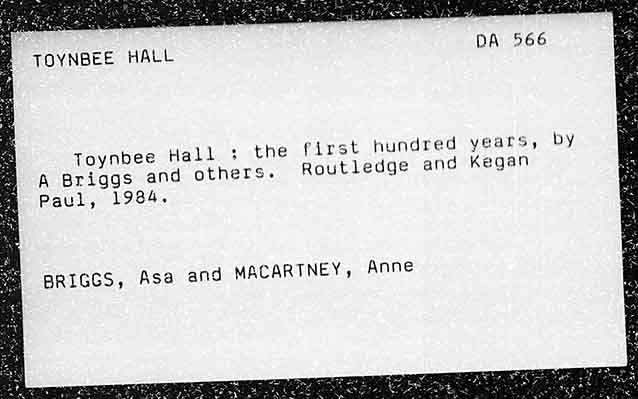 TOYNBEE HALL
DA 566
Toynbee Hall : the first hundred years, by
A Briggs and others. Routledge and Kegan
Paul, 1984.
BRIGGS, Asa and MACARTNEY, Anne